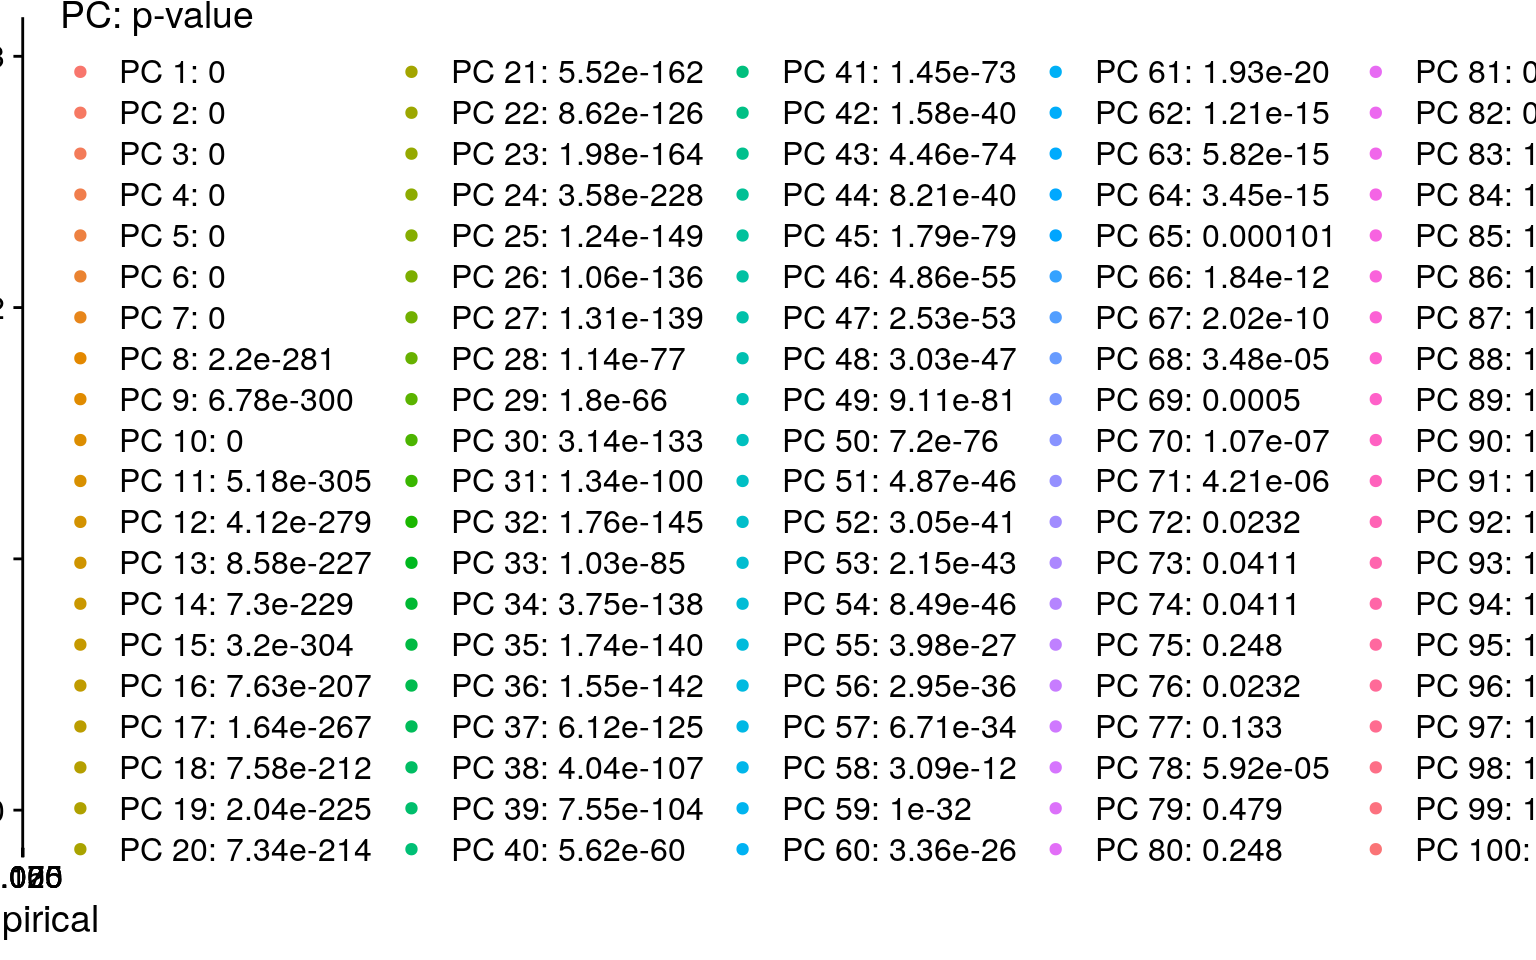 PC: p-value
PC 1: 0
PC 2: 0
PC 3: 0
PC 4: 0
PC 5: 0
PC 6: 0
PC 7: 0
PC 8: 2.2e-281
PC 9: 6.78e-300
PC 10: 0
PC 11: 5.18e-305
PC 12: 4.12e-279
PC 13: 8.58e-227
PC 14: 7.3e-229
PC 15: 3.2e-304
PC 16: 7.63e-207
PC 17: 1.64e-267
PC 18: 7.58e-212
PC 19: 2.04e-225
PC 20: 7.34e-214
PC 21: 5.52e-162
PC 22: 8.62e-126
PC 23: 1.98e-164
PC 24: 3.58e-228
PC 25: 1.24e-149
PC 26: 1.06e-136
PC 27: 1.31e-139
PC 28: 1.14e-77
PC 29: 1.8e-66
PC 30: 3.14e-133
PC 31: 1.34e-100
PC 32: 1.76e-145
PC 33: 1.03e-85
PC 34: 3.75e-138
PC 35: 1.74e-140
PC 36: 1.55e-142
PC 37: 6.12e-125
PC 38: 4.04e-107
PC 39: 7.55e-104
PC 40: 5.62e-60
PC 41: 1.45e-73
PC 42: 1.58e-40
PC 43: 4.46e-74
PC 44: 8.21e-40
PC 45: 1.79e-79
PC 46: 4.86e-55
PC 47: 2.53e-53
PC 48: 3.03e-47
PC 49: 9.11e-81
PC 50: 7.2e-76
PC 51: 4.87e-46
PC 52: 3.05e-41
PC 53: 2.15e-43
PC 54: 8.49e-46
PC 55: 3.98e-27
PC 56: 2.95e-36
PC 57: 6.71e-34
PC 58: 3.09e-12
PC 59: 1e-32
PC 60: 3.36e-26
PC 61: 1.93e-20
PC 62: 1.21e-15
PC 63: 5.82e-15
PC 64: 3.45e-15
PC 65: 0.000101
PC 66: 1.84e-12
PC 67: 2.02e-10
PC 68: 3.48e-05
PC 69: 0.0005
PC 70: 1.07e-07
PC 71: 4.21e-06
PC 72: 0.0232
PC 73: 0.0411
PC 74: 0.0411
PC 75: 0.248
PC 76: 0.0232
PC 77: 0.133
PC 78: 5.92e-05
PC 79: 0.479
PC 80: 0.248
PC 81: 0
PC 82: 0
PC 83: 1
PC 84: 1
PC 85: 1
PC 86: 1
PC 87: 1
PC 88: 1
PC 89: 1
PC 90: 1
PC 91: 1
PC 92: 1
PC 93: 1
PC 94: 1
PC 95: 1
PC 96: 1
PC 97: 1
PC 98: 1
PC 99: 1
PC 100:
pirical